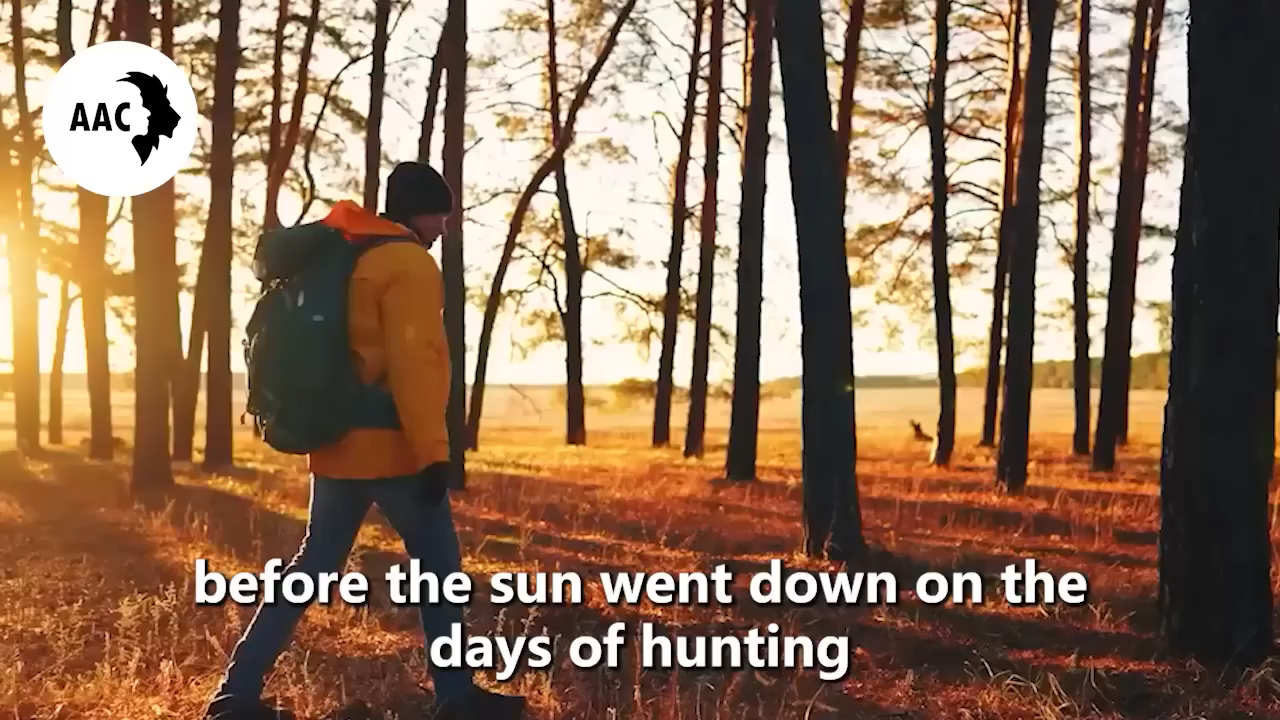 AAC
before the sun went down on the
days of hunting